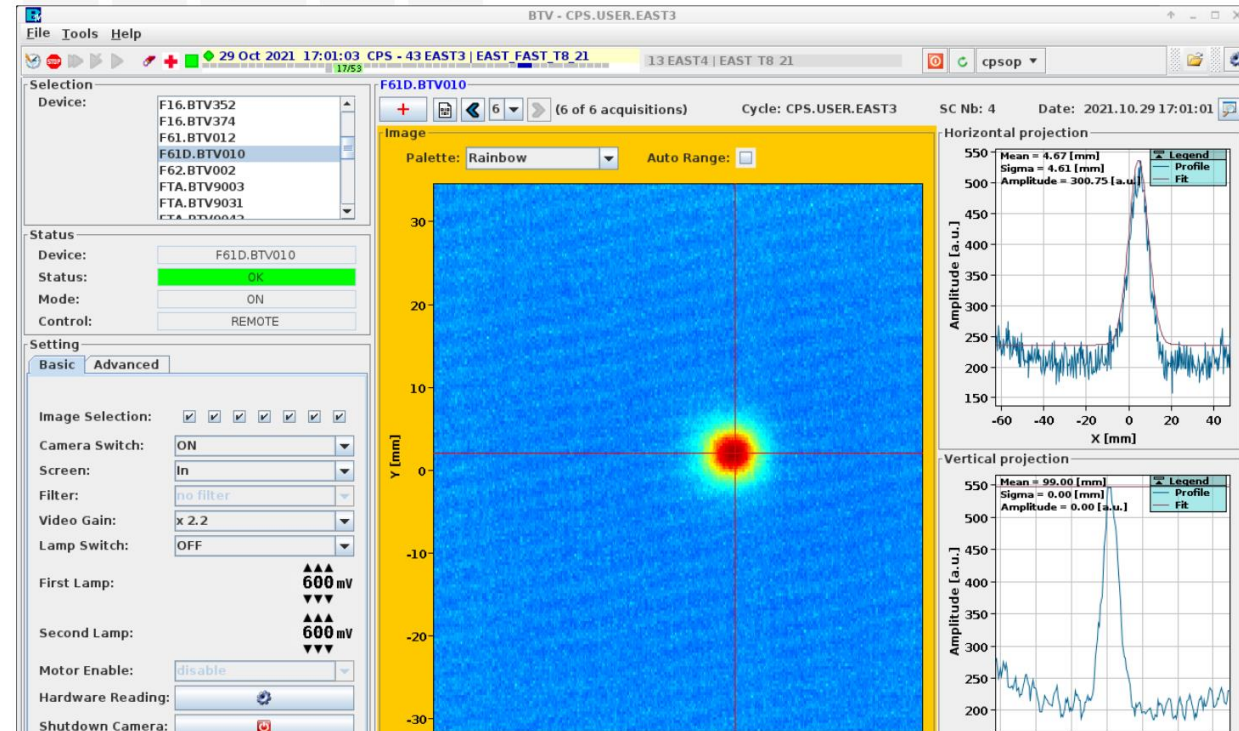 BTV - CPS.USER.EAST3
File Tools Help
29 Oct 2021 17:01:03 CPS - 43 EAST3 | EAST_FAST_T8_21
17/53
13 EAST4 | EAST T8 21
cpsop
Selection
Device:
F16.BTV352
F16.BTV374
F61.BTV012
F61D.BTV010
F62.BTV002
FTA.BTV9003
FTA.BTV9031
FTA.BTV9042
Status
Device: F61D.BTV010
Status: OK
Mode: ON
Control: REMOTE
Setting
Basic Advanced
Image Selection:
Camera Switch: ON
Screen: In
Filter: no filter
Video Gain: x 2.2
Lamp Switch: OFF
First Lamp: 600 mV
Second Lamp: 600 mV
Motor Enable: disable
Hardware Reading:
Shutdown Camera:
F61D.BTV010
6 (6 of 6 acquisitions) Cycle: CPS.USER.EAST3 SC Nb: 4 Date: 2021.10.29 17:01:01
Image
Palette: Rainbow Auto Range:
30
20
10
0
-10
-20
-30
Y [mm]
Horizontal projection
Mean = 4.67 [mm]
Sigma = 4.61 [mm]
Amplitude = 300.75 [a.u.]
Legend
Profile
Fit
550
500
450
400
350
300
250
200
150
Amplitude [a.u.]
-60 -40 -20 0 20 40
X [mm]
Vertical projection
Mean = 99.00 [mm]
Sigma = 0.00 [mm]
Amplitude = 0.00 [a.u.]
Legend
Profile
Fit
550
500
450
400
350
300
250
200
Amplitude [a.u.]